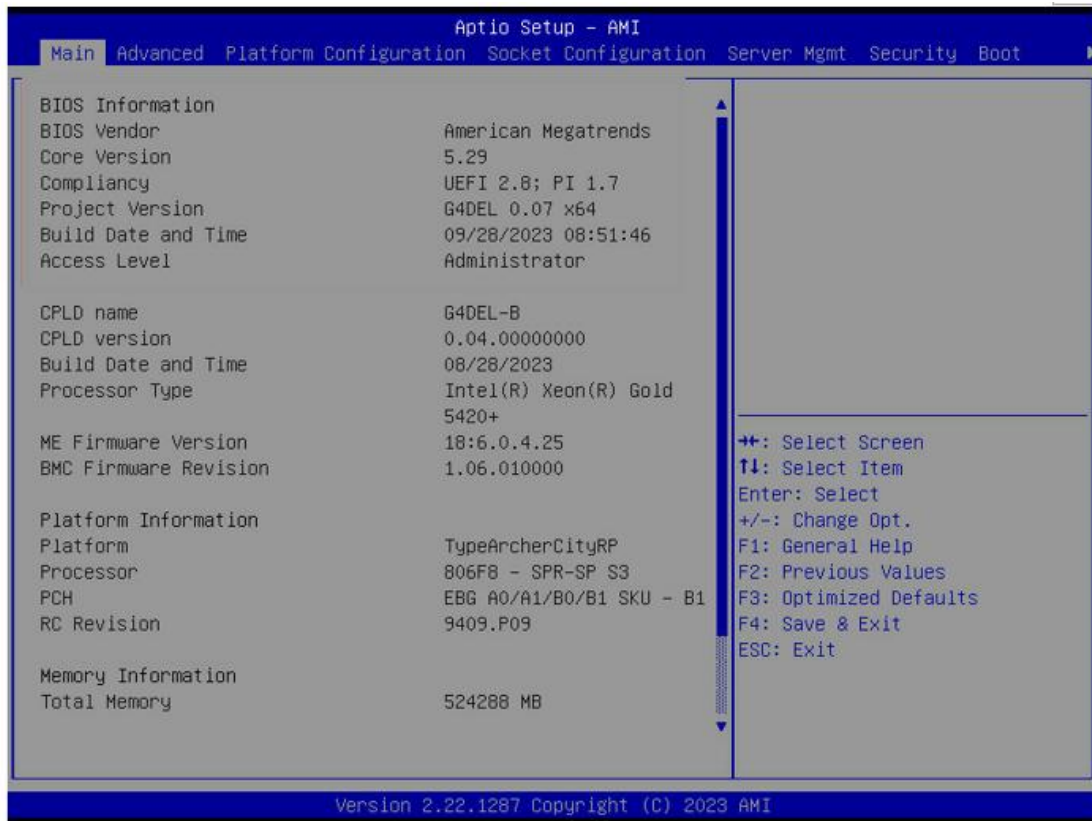 Aptio Setup - AMI
Main Advanced Platform Configuration Socket Configuration Server Mgmt Security Boot
BIOS Information
BIOS Vendor American Megatrends
Core Version 5.29
Compliancy UEFI 2.8; PI 1.7
Project Version G4DEL 0.07 x64
Build Date and Time 09/28/2023 08:51:46
Access Level Administrator
CPLD name G4DEL-B
CPLD version 0.04.00000000
Build Date and Time 08/28/2023
Processor Type Intel(R) Xeon(R) Gold
5420+
ME Firmware Version 18:6.0.4.25
BMC Firmware Revision 1.06.010000
Platform Information
Platform TypeArcherCityRP
Processor 806F8 - SPR-SP S3
PCH EBG A0/A1/B0/B1 SKU - B1
RC Revision 9409.P09
Memory Information
Total Memory 524288 MB
→←: Select Screen
↑↓: Select Item
Enter: Select
+/-: Change Opt.
F1: General Help
F2: Previous Values
F3: Optimized Defaults
F4: Save & Exit
ESC: Exit
Version 2.22.1287 Copyright (C) 2023 AMI